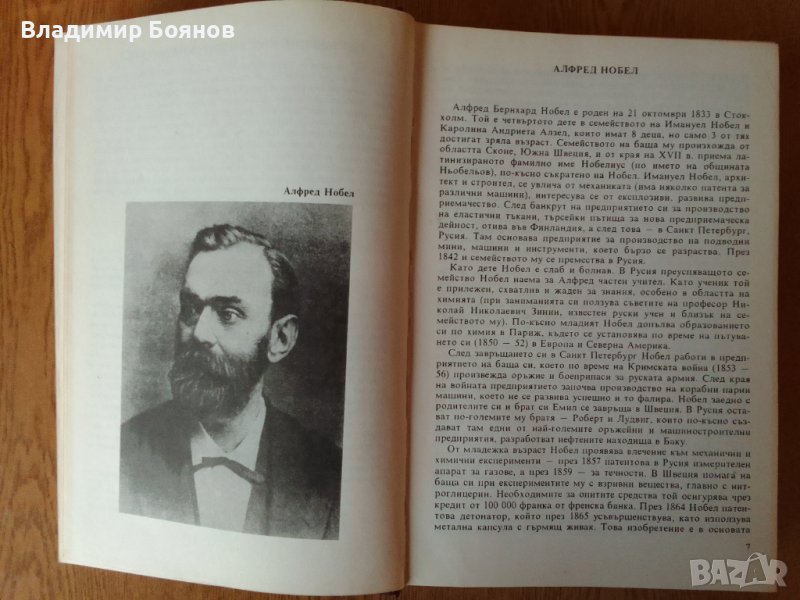 Владимир Боянов
Алфред Нобел
АЛФРЕД НОБЕЛ
Алфред Бернхард Нобел е роден на 21 октомври 1833 в Сток-
холм. Той е четвъртото дете в семейството на Имануел Нобел и
Каролина Андриета Алзел, които имат 8 деца, но само 3 от тях
достигат зряла възраст. Семейството на баща му произхожда от
областта Сконе, Южна Швеция, и от края на XVII в. приема ла-
тинизираното фамилно име Нобелиус (по името на общината
Ньобельов), по-късно съкратено на Нобел. Имануел Нобел, архи-
тект и строител, се увлича от механиката (има няколко патента за
различни машини), интересува се от експлозиви, развива предпри-
емачество. След банкрут на предприятието си за производство
на еластични тъкани, търсейки пътища за нова предприемаческа
дейност, отива във Финландия, а след това – в Санкт Петербург,
Русия. Там основава предприятие за производство на подводни
мини, машини и инструменти, което бързо се разраства. През
1842 и семейството му се премества в Русия.
Като дете Нобел е слаб и болнав. В Русия преуспяващото се-
мейство Нобел наема за Алфред частен учител. Като ученик той
е прилежен, схватлив и жаден за знания, особено в областта на
химията (при заниманията си ползува съветите на професор Ни-
колай Николаевич Зинин, известен руски учен и близък на се-
мейството му). По-късно младият Нобел допълва образованието
си по химия в Париж, където се установява по време на пътува-
нето си (1850 – 52) в Европа и Северна Америка.
След завръщането си в Санкт Петербург Нобел работи в предп-
риятието на баща си, което по време на Кримската война (1853 –
56) произвежда оръжие и боеприпаси за руската армия. След края
на войната предприятието започва производство на корабни парни
машини, което не се развива успешно и то фалира. Нобел заедно с
родителите си и брат си Емил се завръща в Швеция. В Русия оста-
ват по-големите му братя – Роберт и Лудвиг, които по-късно съз-
дават там едни от най-големите оръжейни и машиностроителни
предприятия, разработват нефтените находища в Баку.
От младежка възраст Нобел проявява влечение към механични и
химични експерименти – през 1857 патентова в Русия измерителен
апарат за газове, а през 1859 – за течности. В Швеция помага на
баща си при експериментите му с взривни вещества, главно с нит-
роглицерин. Необходимите за опитите средства той осигурява чрез
кредит от 100 000 франка от френска банка. През 1864 Нобел патен-
това детонатор, който през 1865 усъвършенствува, като използува
метална капсула с гърмящ живак. Това изобретение е в основата
7
BAZAR